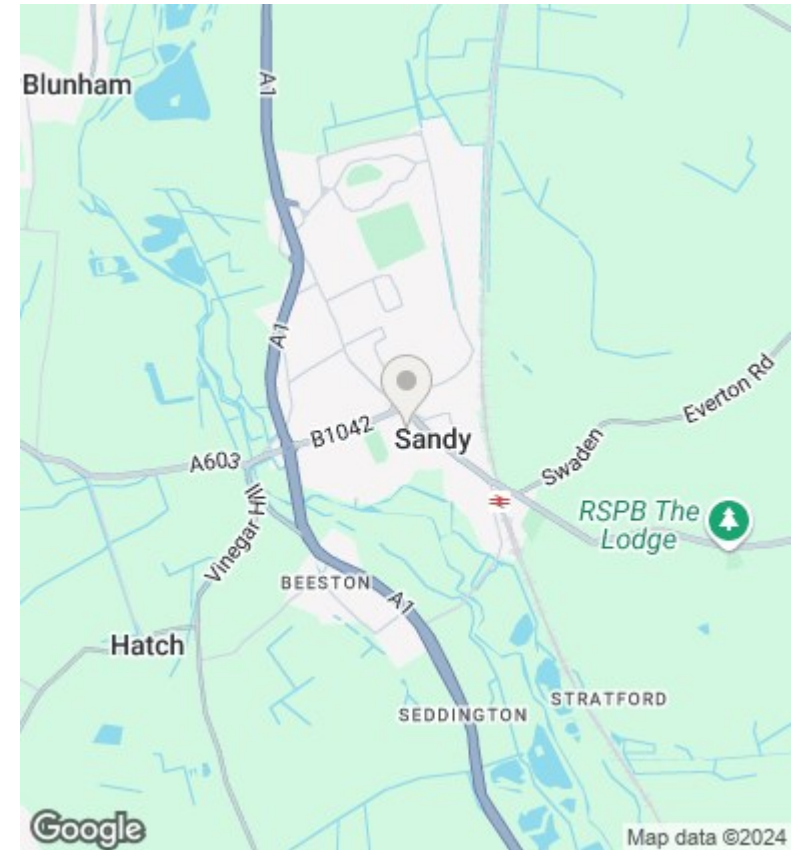 Blunham
A1
A1
Everton Rd
B1042
Sandy
A603
Swaden
RSPB The
Lodge
Vinegar H
BEESTON
A1
Hatch
STRATFORD
SEDDINGTON
Google
Map data ©2024